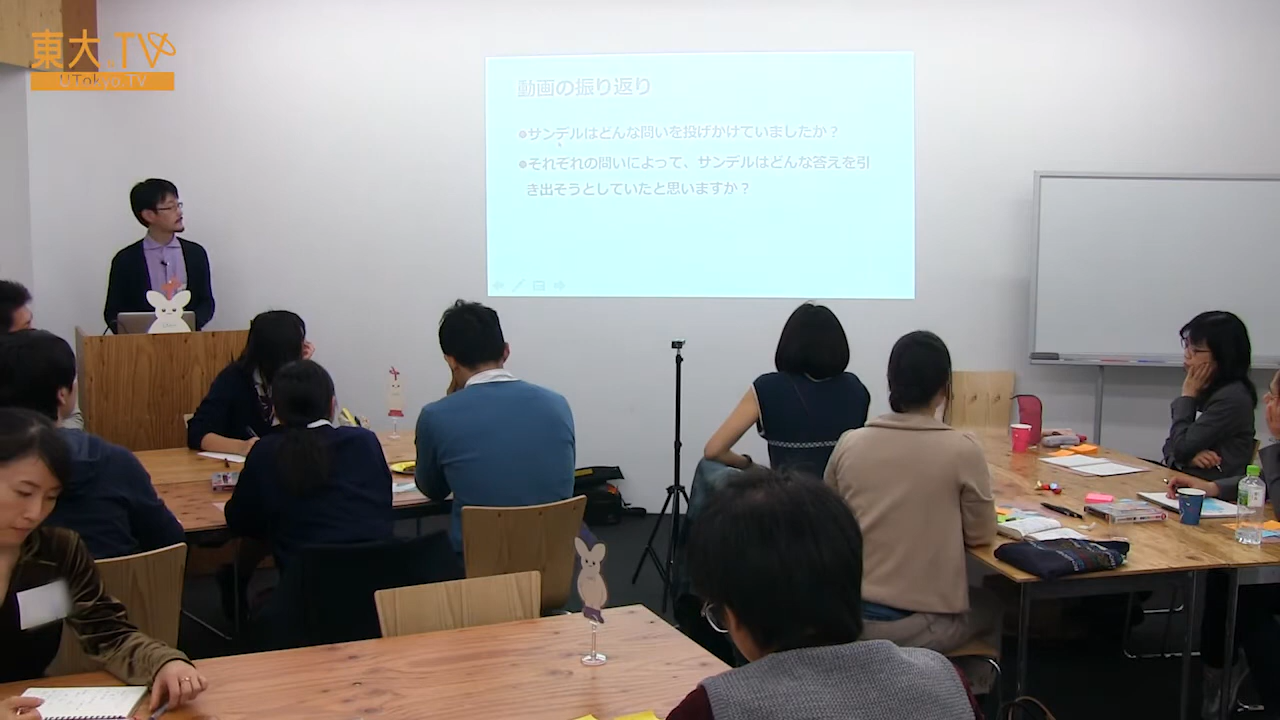 東大.TV
UTokyo.TV
動画の振り返り
●サンデルはどんな問いを投げかけていましたか？
●それぞれの問いによって、サンデルはどんな答えを引
き出そうとしていたと思いますか？